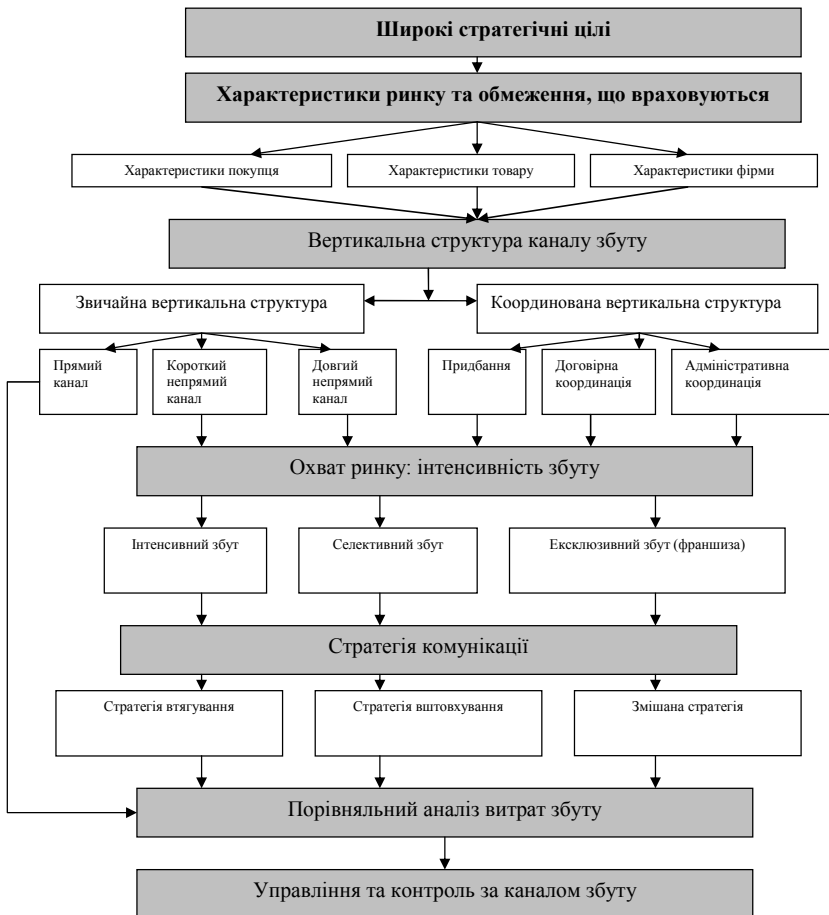 Широкі стратегічні цілі
Характеристики ринку та обмеження, що враховуються
Характеристики покупця
Характеристики товару
Характеристики фірми
Вертикальна структура каналу збуту
Звичайна вертикальна структура
Координована вертикальна структура
Прямий
канал
Короткий
непрямий
канал
Довгий
непрямий
канал
Придбання
Договірна
координація
Адміністративна
координація
Охват ринку: інтенсивність збуту
Інтенсивний збут
Селективний збут
Ексклюзивний збут (франшиза)
Стратегія комунікації
Стратегія втягування
Стратегія вштовхування
Змішана стратегія
Порівняльний аналіз витрат збуту
Управління та контроль за каналом збуту